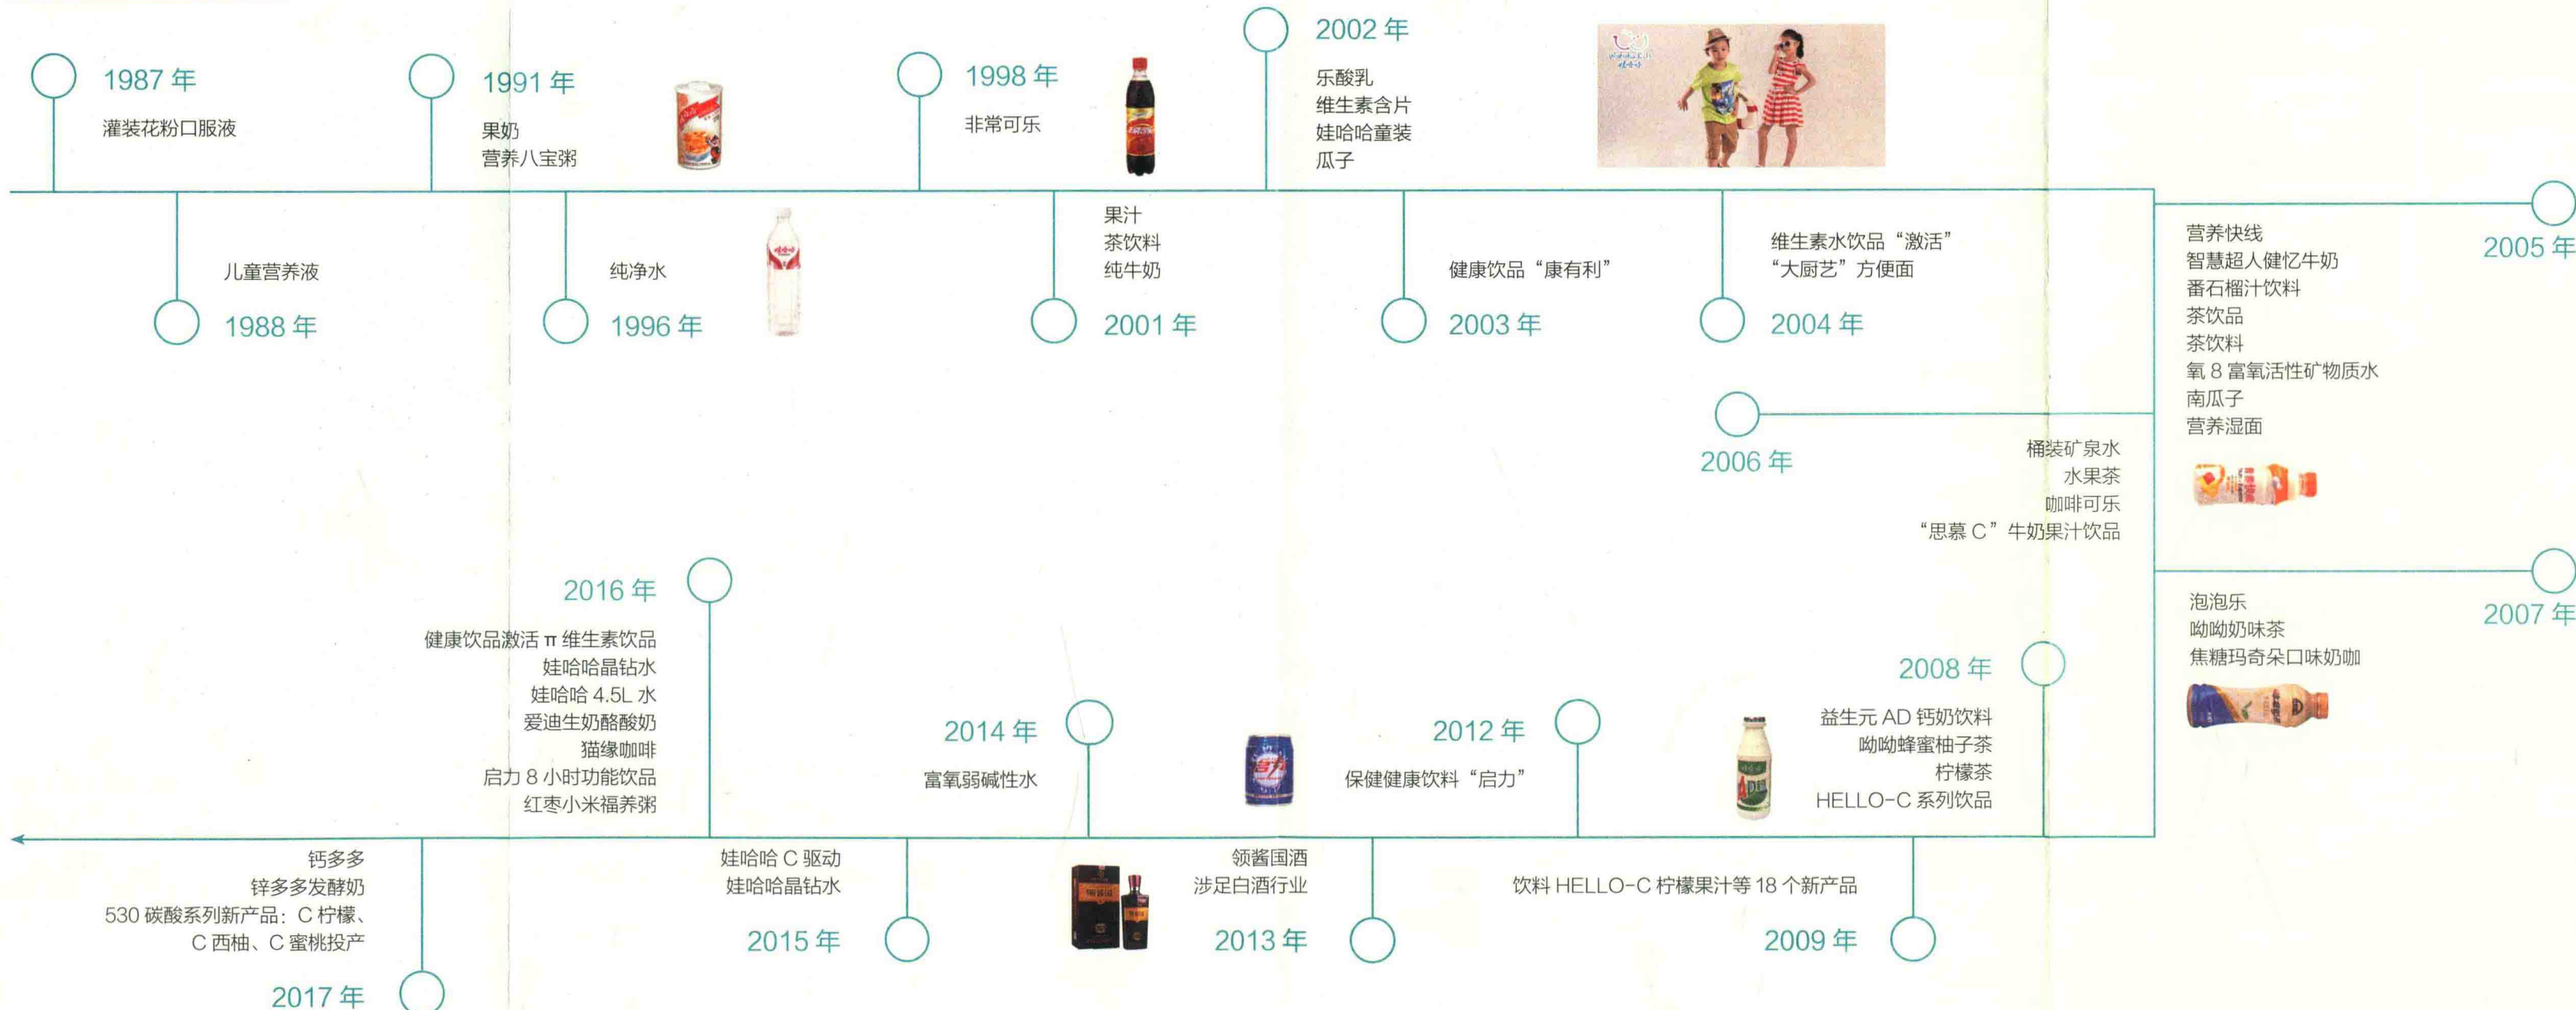 1987 年
灌装花粉口服液
儿童营养液
1988 年
1991 年
果奶
营养八宝粥
纯净水
1996 年
1998 年
非常可乐
果汁
茶饮料
纯牛奶
2001 年
2002 年
乐酸乳
维生素含片
娃哈哈童装
瓜子
娃哈哈
健康饮品“康有利”
2003 年
维生素水饮品“激活”
“大厨艺”方便面
2004 年
2005 年
营养快线
智慧超人健忆牛奶
番石榴汁饮料
茶饮品
茶饮料
氧 8 富氧活性矿物质水
南瓜子
营养湿面
2006 年
桶装矿泉水
水果茶
咖啡可乐
“思慕 C”牛奶果汁饮品
2007 年
泡泡乐
呦呦奶味茶
焦糖玛奇朵口味奶咖
2008 年
益生元 AD 钙奶饮料
呦呦蜂蜜柚子茶
柠檬茶
HELLO-C 系列饮品
饮料 HELLO-C 柠檬果汁等 18 个新产品
2009 年
2012 年
保健健康饮料“启力”
启力
领酱国酒
涉足白酒行业
2013 年
2014 年
富氧弱碱性水
娃哈哈 C 驱动
娃哈哈晶钻水
2015 年
2016 年
健康饮品激活 π 维生素饮品
娃哈哈晶钻水
娃哈哈 4.5L 水
爱迪生奶酪酸奶
猫缘咖啡
启力 8 小时功能饮品
红枣小米福养粥
钙多多
锌多多发酵奶
530 碳酸系列新产品：C 柠檬、
C 西柚、C 蜜桃投产
2017 年